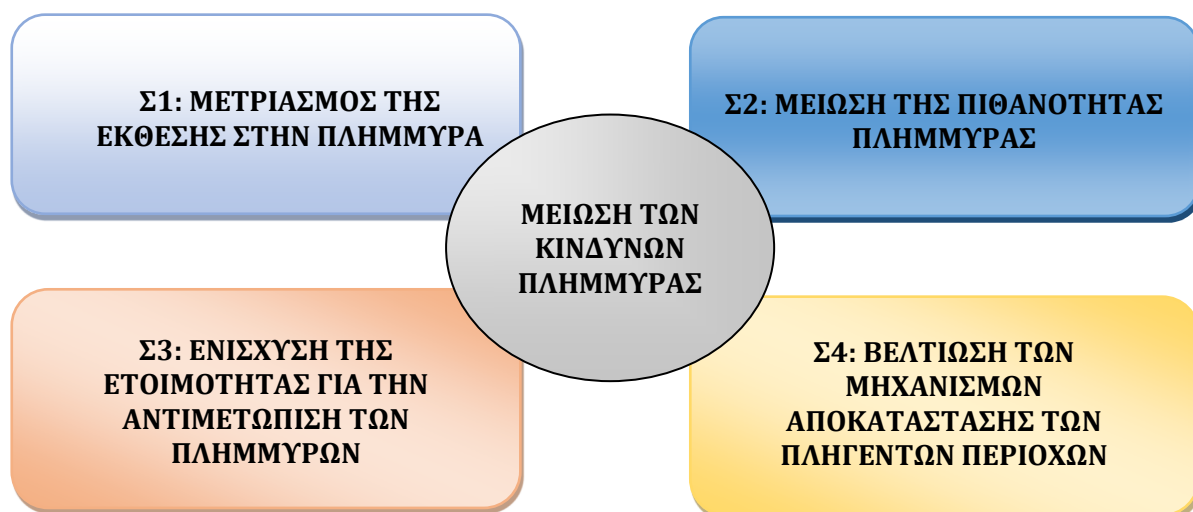 Σ1: ΜΕΤΡΙΑΣΜΟΣ ΤΗΣ
ΕΚΘΕΣΗΣ ΣΤΗΝ ΠΛΗΜΜΥΡΑ
Σ2: ΜΕΙΩΣΗ ΤΗΣ ΠΙΘΑΝΟΤΗΤΑΣ
ΠΛΗΜΜΥΡΑΣ
ΜΕΙΩΣΗ ΤΩΝ
ΚΙΝΔΥΝΩΝ
ΠΛΗΜΜΥΡΑΣ
Σ3: ΕΝΙΣΧΥΣΗ ΤΗΣ
ΕΤΟΙΜΟΤΗΤΑΣ ΓΙΑ ΤΗΝ
ΑΝΤΙΜΕΤΩΠΙΣΗ ΤΩΝ
ΠΛΗΜΜΥΡΩΝ
Σ4: ΒΕΛΤΙΩΣΗ ΤΩΝ
ΜΗΧΑΝΙΣΜΩΝ
ΑΠΟΚΑΤΑΣΤΑΣΗΣ ΤΩΝ
ΠΛΗΓΕΝΤΩΝ ΠΕΡΙΟΧΩΝ